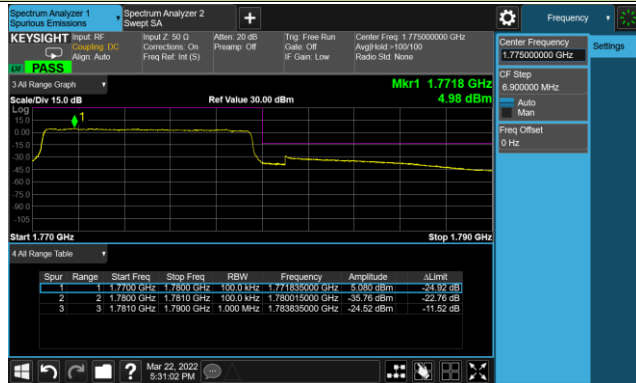 Spectrum Analyzer 1
Spurious Emissions
Spectrum Analyzer 2
Swept SA
Frequency
KEYSIGHT
Input: RF
Coupling: DC
Align: Auto
Input Z: 50 Ω
Corrections: On
Freq Ref: Int (S)
Atten: 20 dB
Preamp: Off
Trig: Free Run
Gate: Off
IF Gain: Low
Center Freq: 1.775000000 GHz
Avg|Hold >100/100
Radio Std: None
LXI
PASS
Center Frequency
1.775000000 GHz
Settings
CF Step
6.900000 MHz
Auto
Man
Freq Offset
0 Hz
3 All Range Graph
Mkr1 1.7718 GHz
Scale/Div 15.0 dB
Ref Value 30.00 dBm
4.98 dBm
Log
15.0
0.00
-15.0
-30.0
-45.0
-60.0
-75.0
-90.0
-105
1
Start 1.770 GHz
Stop 1.790 GHz
4 All Range Table
Spur Range Start Freq Stop Freq RBW Frequency Amplitude ΔLimit
1 1 1.7700 GHz 1.7800 GHz 100.0 kHz 1.771835000 GHz 5.080 dBm -24.92 dB
2 2 1.7800 GHz 1.7810 GHz 100.0 kHz 1.780015000 GHz -35.76 dBm -22.76 dB
3 3 1.7810 GHz 1.7900 GHz 1.000 MHz 1.783835000 GHz -24.52 dBm -11.52 dB
Mar 22, 2022
5:31:02 PM